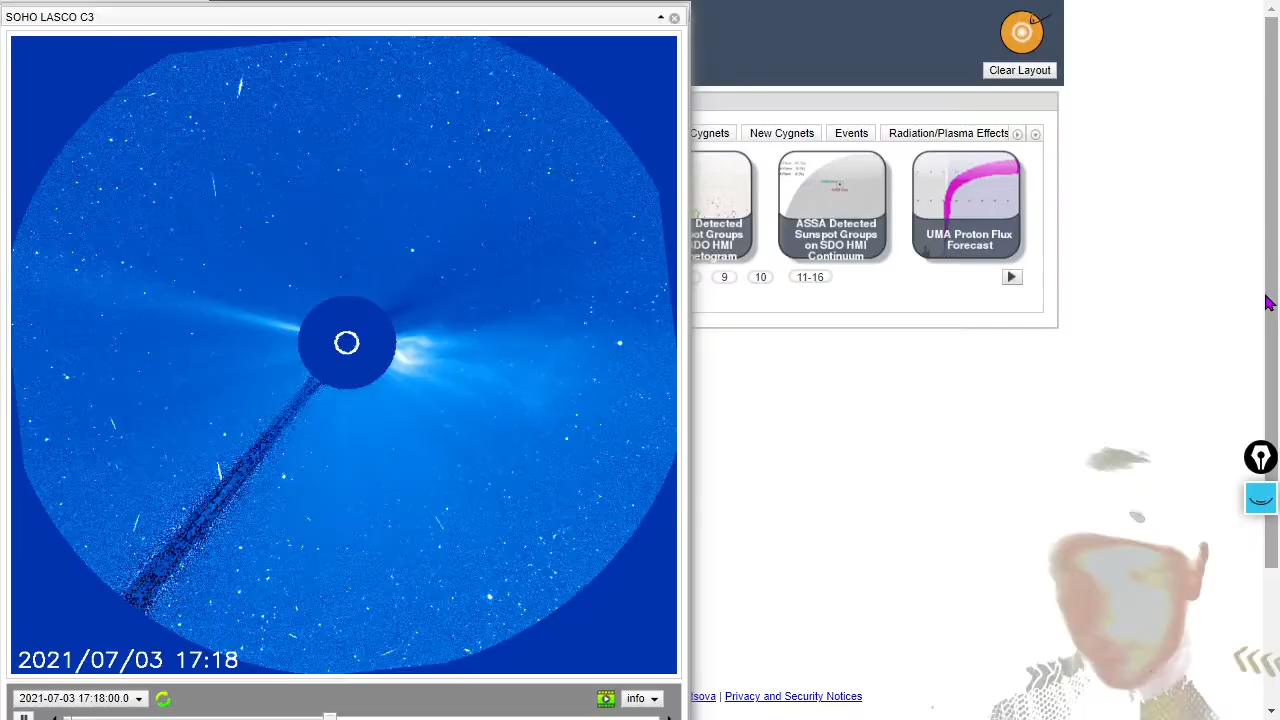 SOHO LASCO C3
Clear Layout
Cygnets
New Cygnets
Events
Radiation/Plasma Effects
Detected
Groups
ASSA Detected
Sunspot Groups
on SDO HMI
Continuum
UMA Proton Flux
Forecast
9
10
11-16
2021/07/03 17:18
2021-07-03 17:18:00.0
info
| Privacy and Security Notices